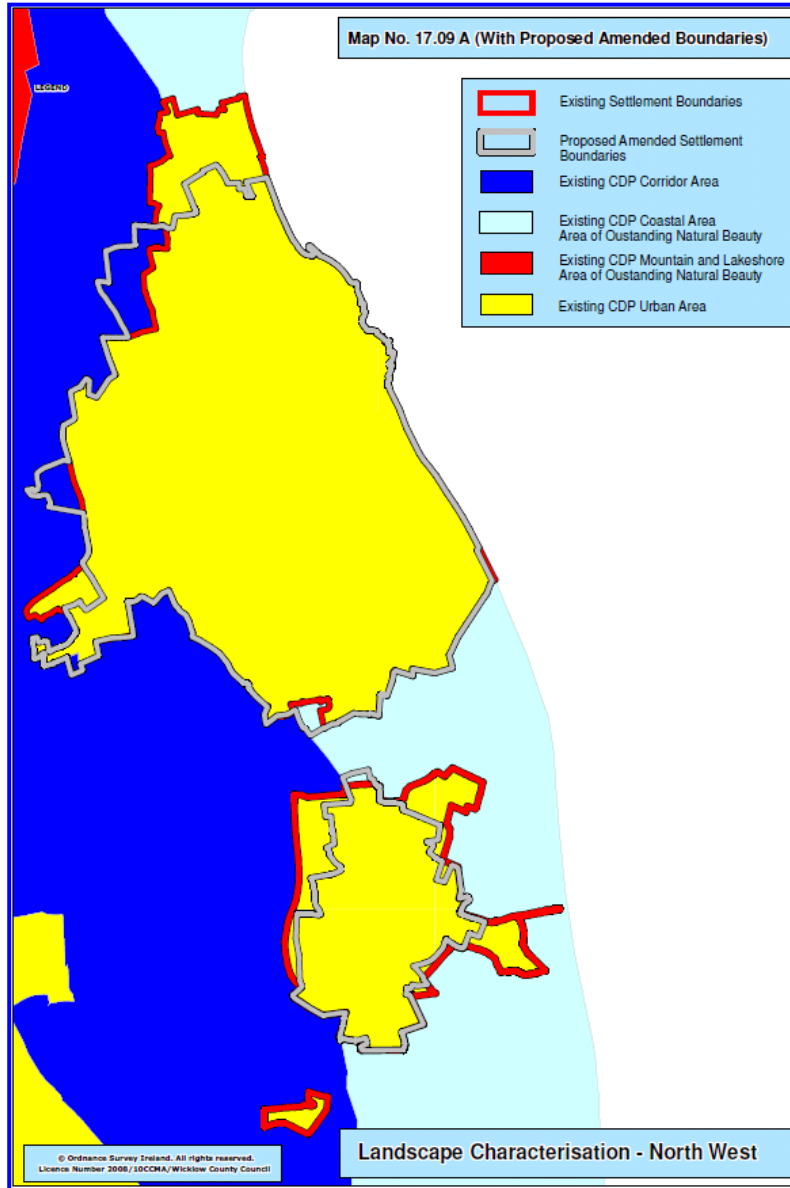 Map No. 17.09 A (With Proposed Amended Boundaries)
LEGEND
Existing Settlement Boundaries
Proposed Amended Settlement
Boundaries
Existing CDP Corridor Area
Existing CDP Coastal Area
Area of Oustanding Natural Beauty
Existing CDP Mountain and Lakeshore
Area of Oustanding Natural Beauty
Existing CDP Urban Area
© Ordnance Survey Ireland. All rights reserved.
Licence Number 2008/10CCMA/Wicklow County Council
Landscape Characterisation - North West